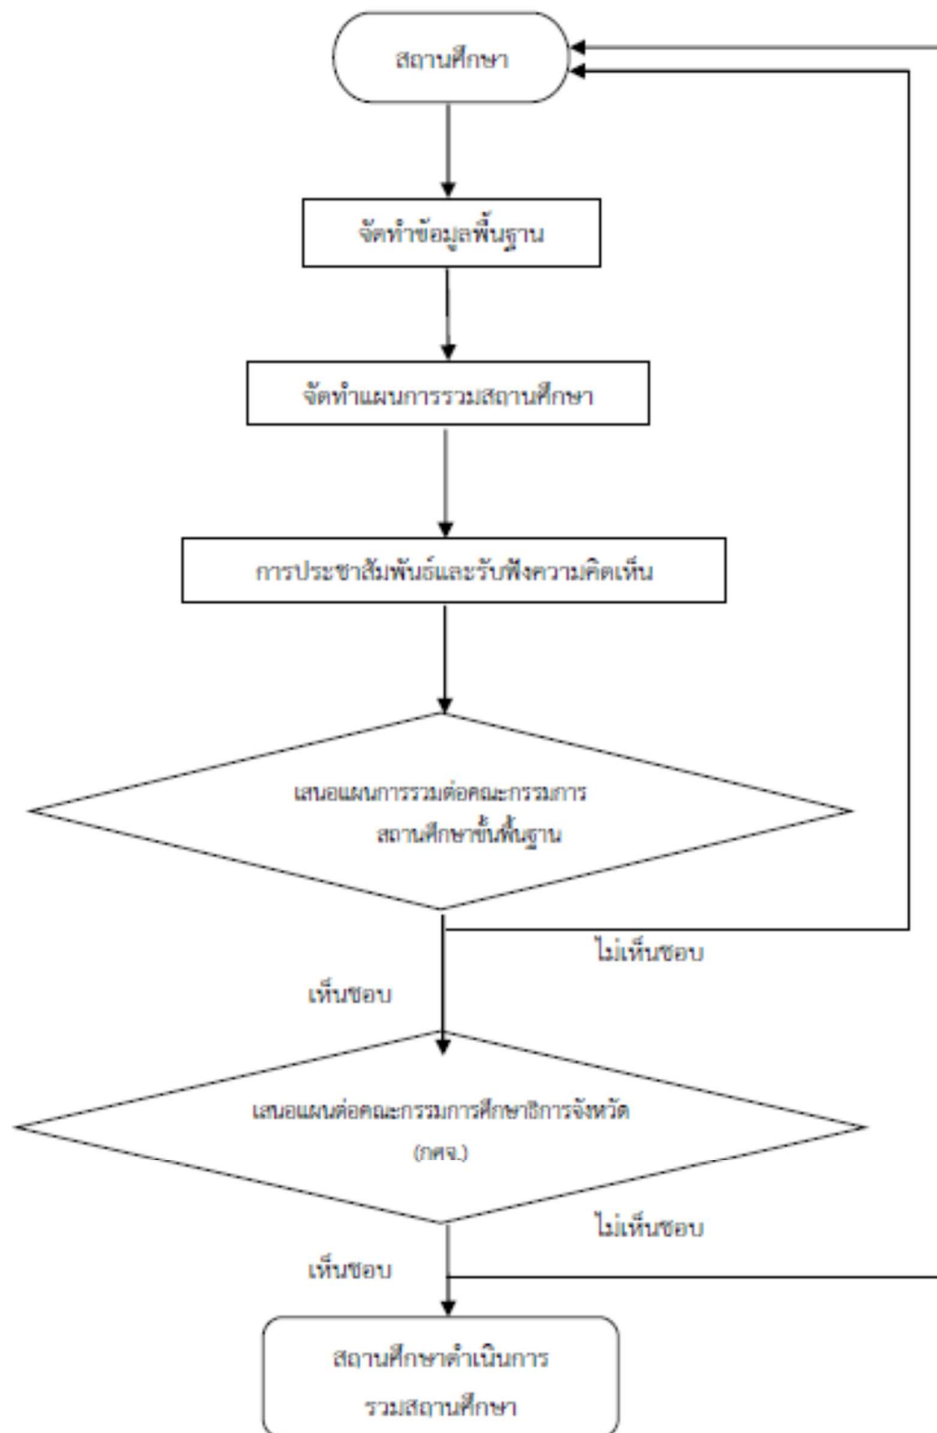 สถานศึกษา
จัดทำข้อมูลพื้นฐาน
จัดทำแผนการรวมสถานศึกษา
การประชาสัมพันธ์และรับฟังความคิดเห็น
เสนอแผนการรวมต่อคณะกรรมการ
สถานศึกษาขั้นพื้นฐาน
ไม่เห็นชอบ
เห็นชอบ
เสนอแผนต่อคณะกรรมการศึกษาธิการจังหวัด
(กศจ.)
ไม่เห็นชอบ
เห็นชอบ
สถานศึกษาดำเนินการ
รวมสถานศึกษา